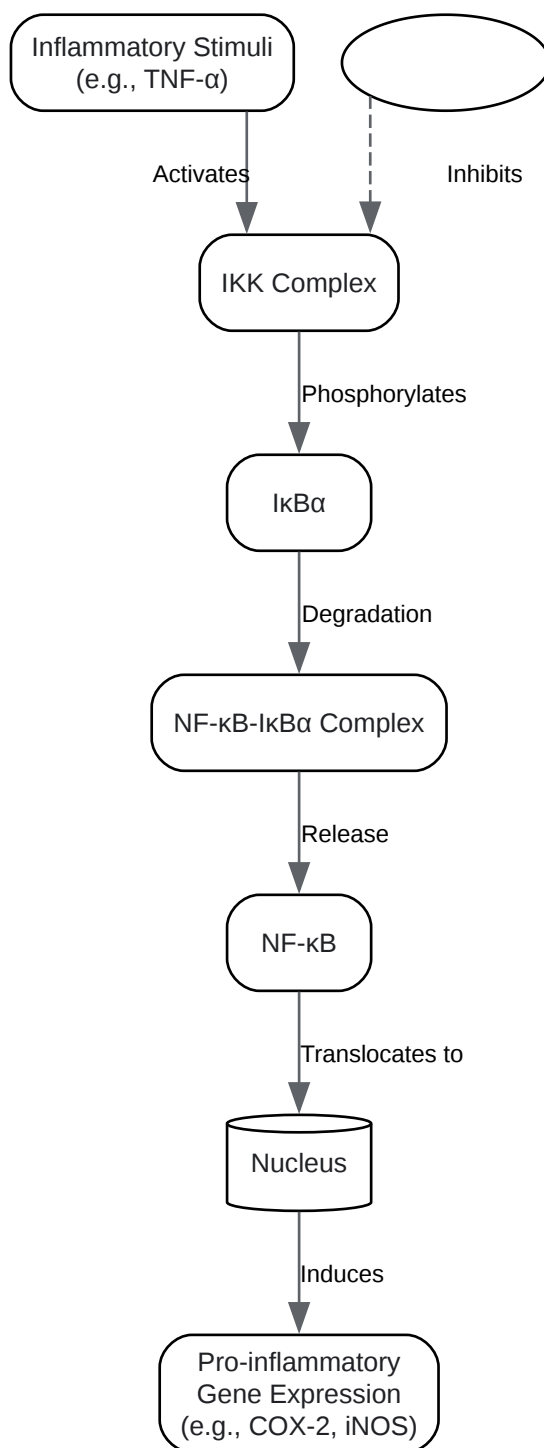 Inflammatory Stimuli
(e.g., TNF-α)
Activates
Inhibits
IKK Complex
Phosphorylates
IκBα
Degradation
NF-κB-IκBα Complex
Release
NF-κB
Translocates to
Nucleus
Induces
Pro-inflammatory
Gene Expression
(e.g., COX-2, iNOS)